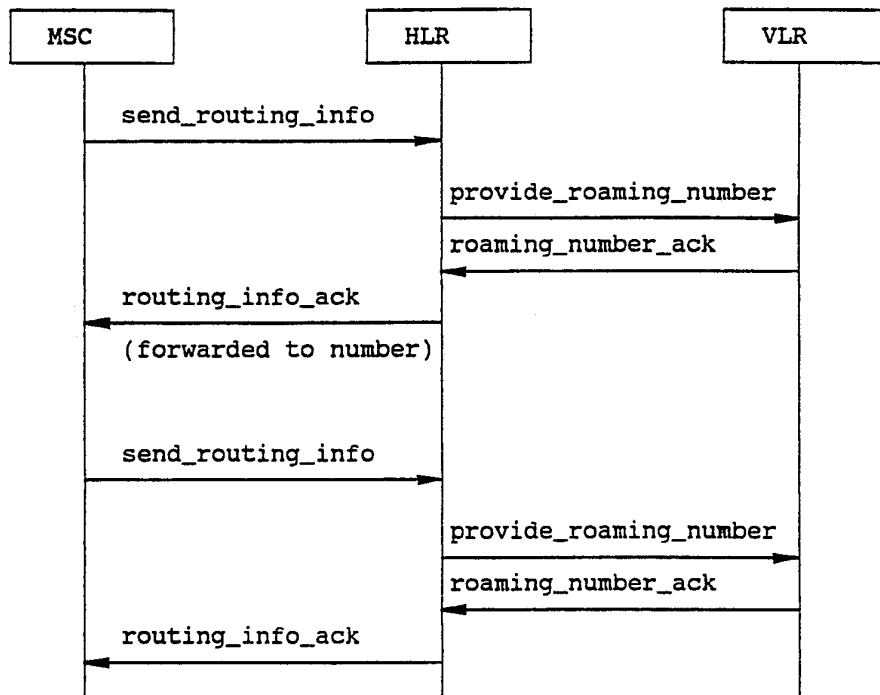 MSC
HLR
VLR
send_routing_info
provide_roaming_number
roaming_number_ack
routing_info_ack
(forwarded to number)
send_routing_info
provide_roaming_number
roaming_number_ack
routing_info_ack